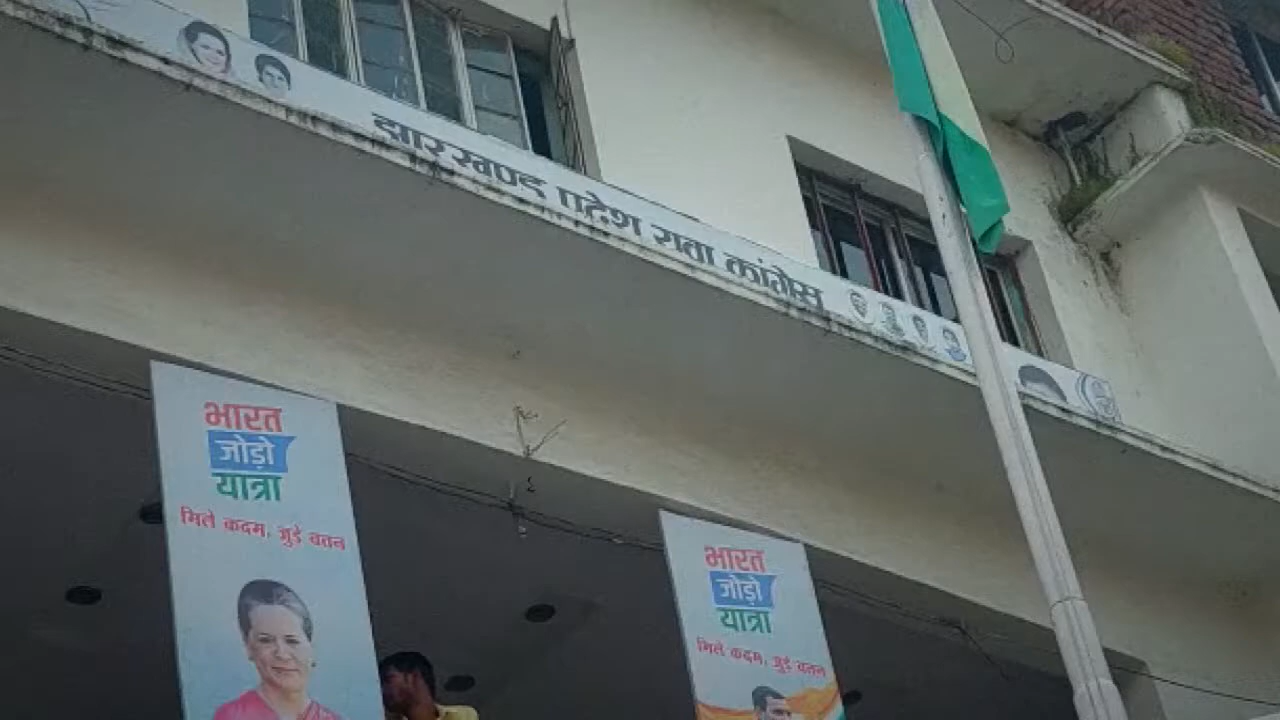 झारखण्ड प्रदेश युवा कांग्रेस
भारत
जोड़ो
यात्रा
मिले कदम, जुड़े वतन
भारत
जोड़ो
यात्रा
मिले कदम, जुड़े वतन